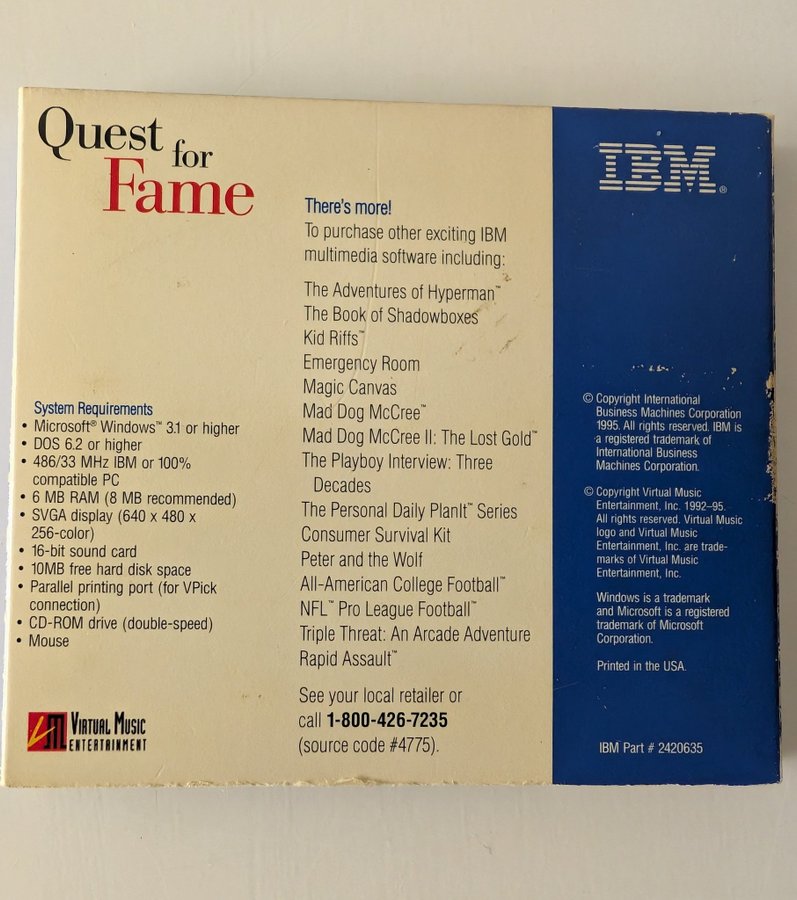 Quest for
Fame
System Requirements
• Microsoft® Windows™ 3.1 or higher
• DOS 6.2 or higher
• 486/33 MHz IBM or 100%
compatible PC
• 6 MB RAM (8 MB recommended)
• SVGA display (640 x 480 x
256-color)
• 16-bit sound card
• 10MB free hard disk space
• Parallel printing port (for VPick
connection)
• CD-ROM drive (double-speed)
• Mouse
VM VIRTUAL MUSIC
ENTERTAINMENT
There's more!
To purchase other exciting IBM
multimedia software including:
The Adventures of Hyperman™
The Book of Shadowboxes
Kid Riffs™
Emergency Room
Magic Canvas
Mad Dog McCree™
Mad Dog McCree II: The Lost Gold™
The Playboy Interview: Three
Decades
The Personal Daily PlanIt™ Series
Consumer Survival Kit
Peter and the Wolf
All-American College Football™
NFL™ Pro League Football™
Triple Threat: An Arcade Adventure
Rapid Assault™
See your local retailer or
call 1-800-426-7235
(source code #4775).
IBM®
© Copyright International
Business Machines Corporation
1995. All rights reserved. IBM is
a registered trademark of
International Business
Machines Corporation.
© Copyright Virtual Music
Entertainment, Inc. 1992–95.
All rights reserved. Virtual Music
logo and Virtual Music
Entertainment, Inc. are trade-
marks of Virtual Music
Entertainment, Inc.
Windows is a trademark
and Microsoft is a registered
trademark of Microsoft
Corporation.
Printed in the USA.
IBM Part # 2420635